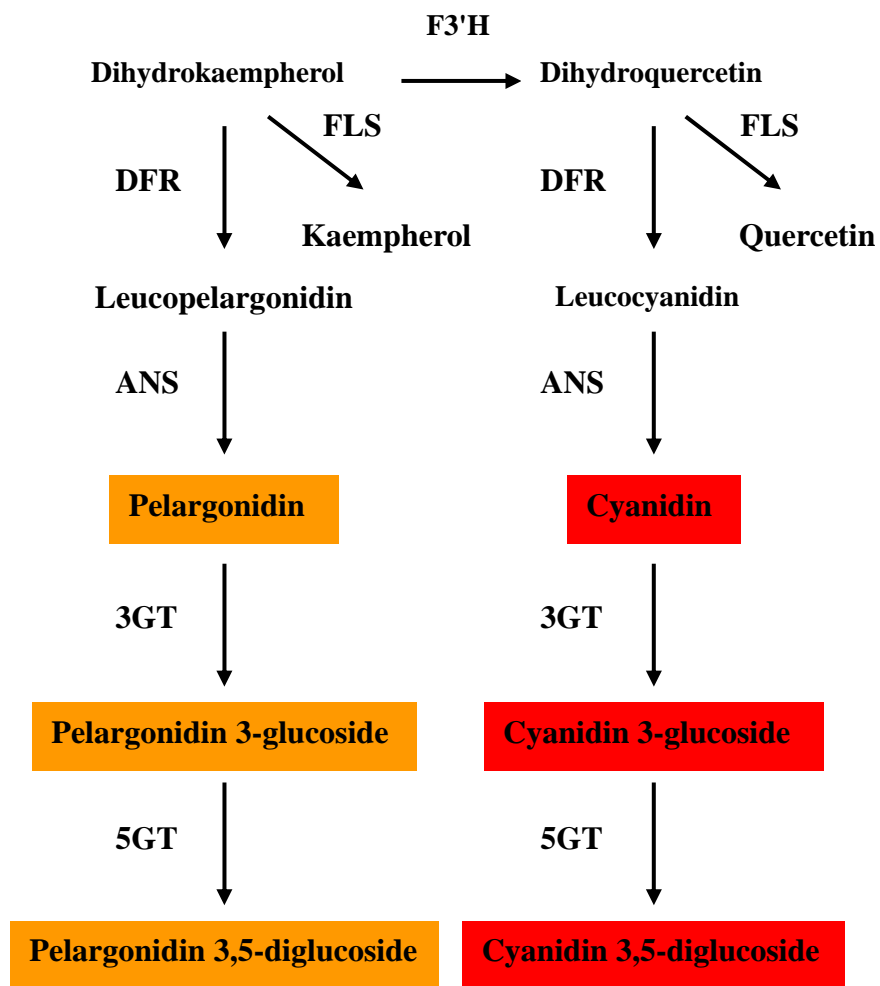 F3'H
Dihydrokaempherol
Dihydroquercetin
FLS
FLS
DFR
DFR
Kaempherol
Quercetin
Leucopelargonidin
Leucocyanidin
ANS
ANS
Pelargonidin
Cyanidin
3GT
3GT
Pelargonidin 3-glucoside
Cyanidin 3-glucoside
5GT
5GT
Pelargonidin 3,5-diglucoside
Cyanidin 3,5-diglucoside